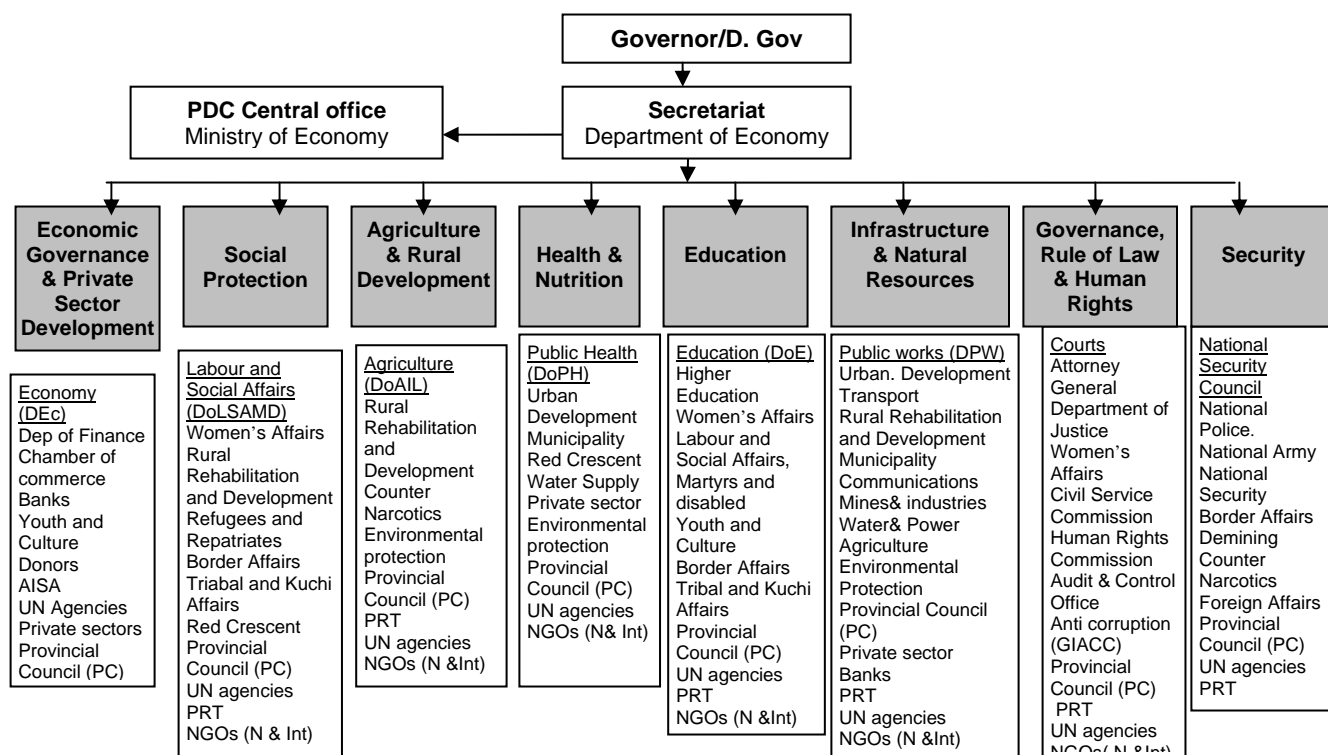 Governor/D. Gov
PDC Central office
Ministry of Economy
Secretariat
Department of Economy
Economic
Governance
& Private
Sector
Development
Social
Protection
Agriculture
& Rural
Development
Health &
Nutrition
Education
Infrastructure
& Natural
Resources
Governance,
Rule of Law
& Human
Rights
Security
Economy
(DEc)
Dep of Finance
Chamber of
commerce
Banks
Youth and
Culture
Donors
AISA
UN Agencies
Private sectors
Provincial
Council (PC)
Labour and
Social Affairs
(DoLSAMD)
Women's Affairs
Rural
Rehabilitation
and Development
Refugees and
Repatriates
Border Affairs
Triabal and Kuchi
Affairs
Red Crescent
Provincial
Council (PC)
UN agencies
PRT
NGOs (N & Int)
Agriculture
(DoAIL)
Rural
Rehabilitation
and
Development
Counter
Narcotics
Environmental
protection
Provincial
Council (PC)
PRT
UN agencies
NGOs (N &Int)
Public Health
(DoPH)
Urban
Development
Municipality
Red Crescent
Water Supply
Private sector
Environmental
protection
Provincial
Council (PC)
UN agencies
NGOs (N& Int)
Education (DoE)
Higher
Education
Women's Affairs
Labour and
Social Affairs,
Martyrs and
disabled
Youth and
Culture
Border Affairs
Tribal and Kuchi
Affairs
Provincial
Council (PC)
UN agencies
PRT
NGOs (N &Int)
Public works (DPW)
Urban. Development
Transport
Rural Rehabilitation
and Development
Municipality
Communications
Mines& industries
Water& Power
Agriculture
Environmental
Protection
Provincial Council
(PC)
Private sector
Banks
PRT
UN agencies
NGOs (N &Int)
Courts
Attorney
General
Department of
Justice
Women's
Affairs
Civil Service
Commission
Human Rights
Commission
Audit & Control
Office
Anti corruption
(GIACC)
Provincial
Council (PC)
PRT
UN agencies
NGOs( N &Int)
National
Security
Council
National
Police.
National Army
National
Security
Border Affairs
Demining
Counter
Narcotics
Foreign Affairs
Provincial
Council (PC)
UN agencies
PRT